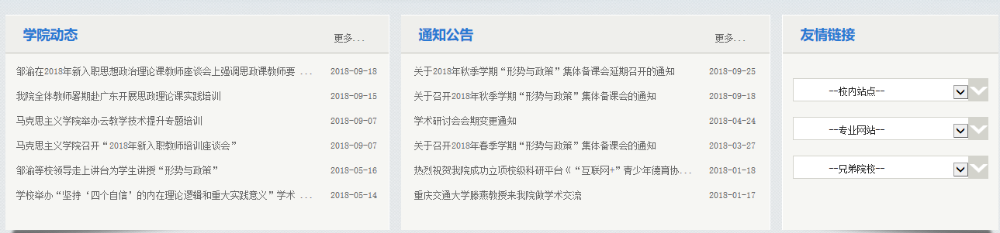 学院动态
更多...
邹渝在2018年新入职思想政治理论课教师座谈会上强调思政课教师要 ... 2018-09-18
我院全体教师暑期赴广东开展思政理论课实践培训 2018-09-15
马克思主义学院举办云教学技术提升专题培训 2018-09-07
马克思主义学院召开“2018年新入职教师培训座谈会” 2018-09-07
邹渝等校领导走上讲台为学生讲授“形势与政策” 2018-05-16
学校举办“坚持‘四个自信’的内在理论逻辑和重大实践意义”学术 ... 2018-05-14
通知公告
更多...
关于2018年秋季学期“形势与政策”集体备课会延期召开的通知 2018-09-25
关于召开2018年秋季学期“形势与政策”集体备课会的通知 2018-09-18
学术研讨会会期变更通知 2018-04-24
关于召开2018年春季学期“形势与政策”集体备课会的通知 2018-03-27
热烈祝贺我院成功立项校级科研平台《“互联网+”青少年德育协... 2018-01-18
重庆交通大学滕燕教授来我院做学术交流 2018-01-17
友情链接
--校内站点--
--专业网站--
--兄弟院校--